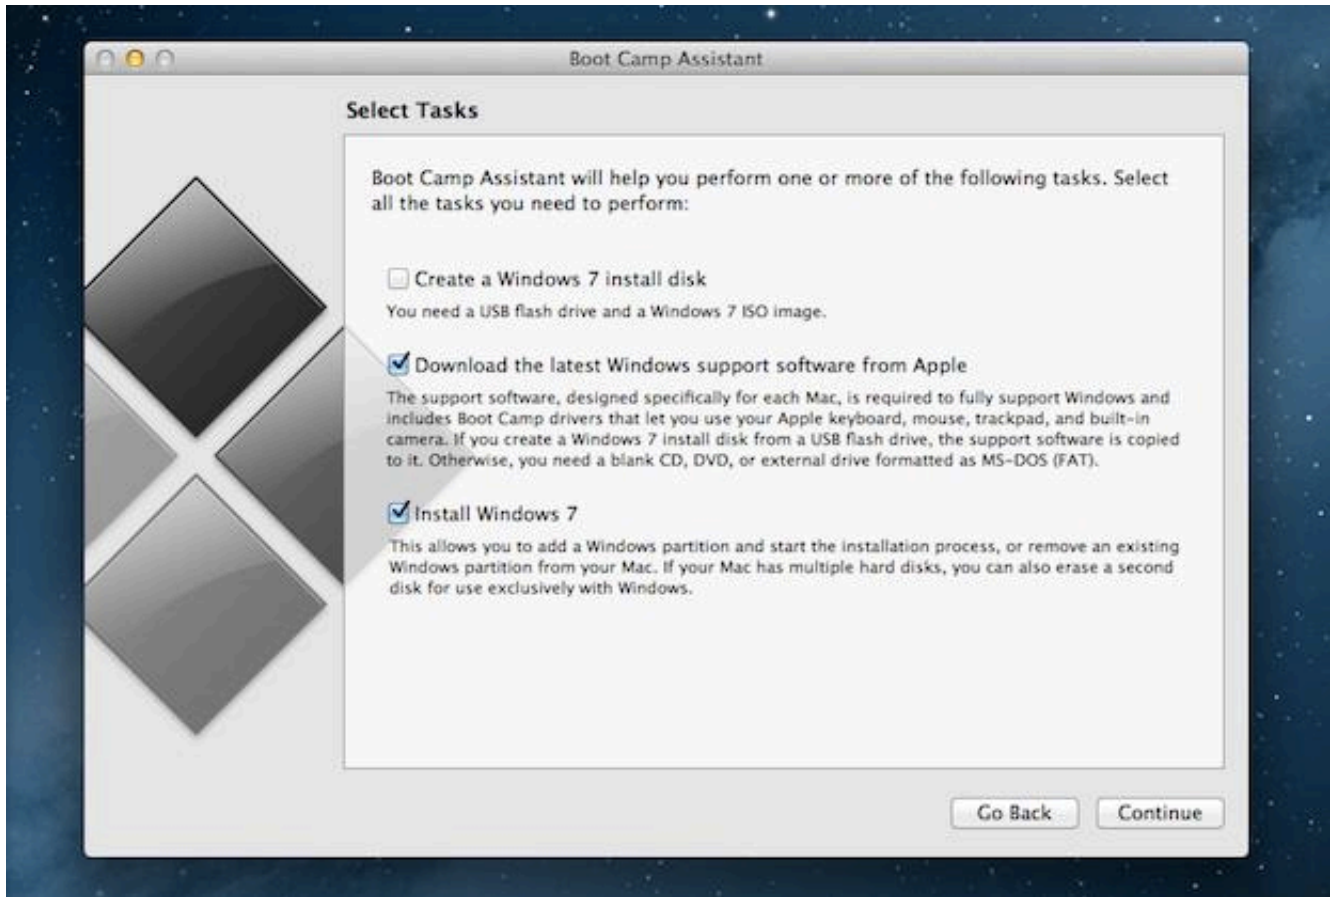 Boot Camp Assistant
Select Tasks
Boot Camp Assistant will help you perform one or more of the following tasks. Select
all the tasks you need to perform:
Create a Windows 7 install disk
You need a USB flash drive and a Windows 7 ISO image.
Download the latest Windows support software from Apple
The support software, designed specifically for each Mac, is required to fully support Windows and
includes Boot Camp drivers that let you use your Apple keyboard, mouse, trackpad, and built-in
camera. If you create a Windows 7 install disk from a USB flash drive, the support software is copied
to it. Otherwise, you need a blank CD, DVD, or external drive formatted as MS-DOS (FAT).
Install Windows 7
This allows you to add a Windows partition and start the installation process, or remove an existing
Windows partition from your Mac. If your Mac has multiple hard disks, you can also erase a second
disk for use exclusively with Windows.
Go Back
Continue